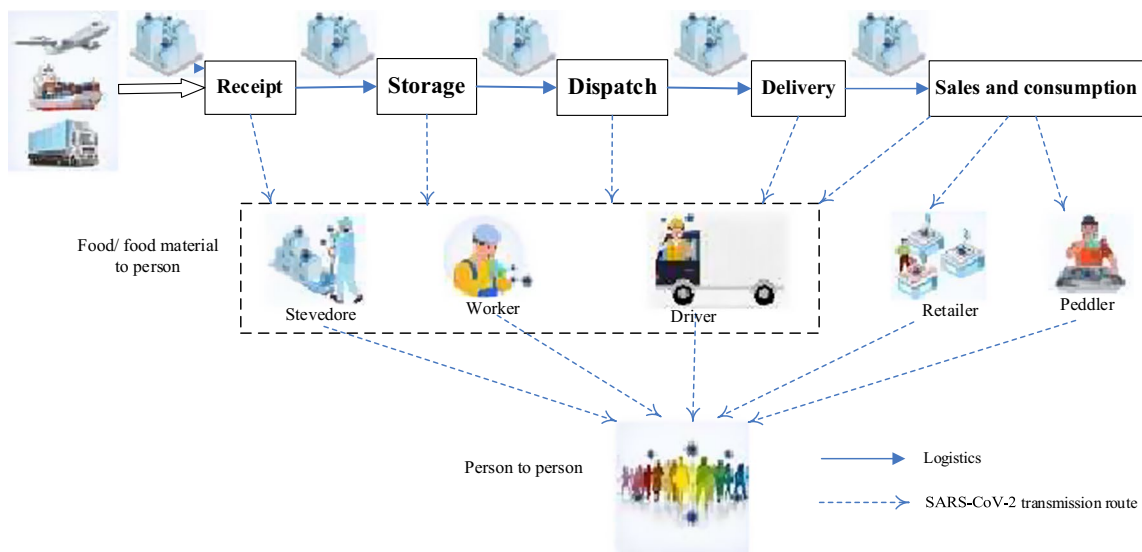 Receipt
Storage
Dispatch
Delivery
Sales and consumption
Food/ food material
to person
Stevedore
Worker
Driver
Retailer
Peddler
Person to person
Logistics
SARS-CoV-2 transmission route